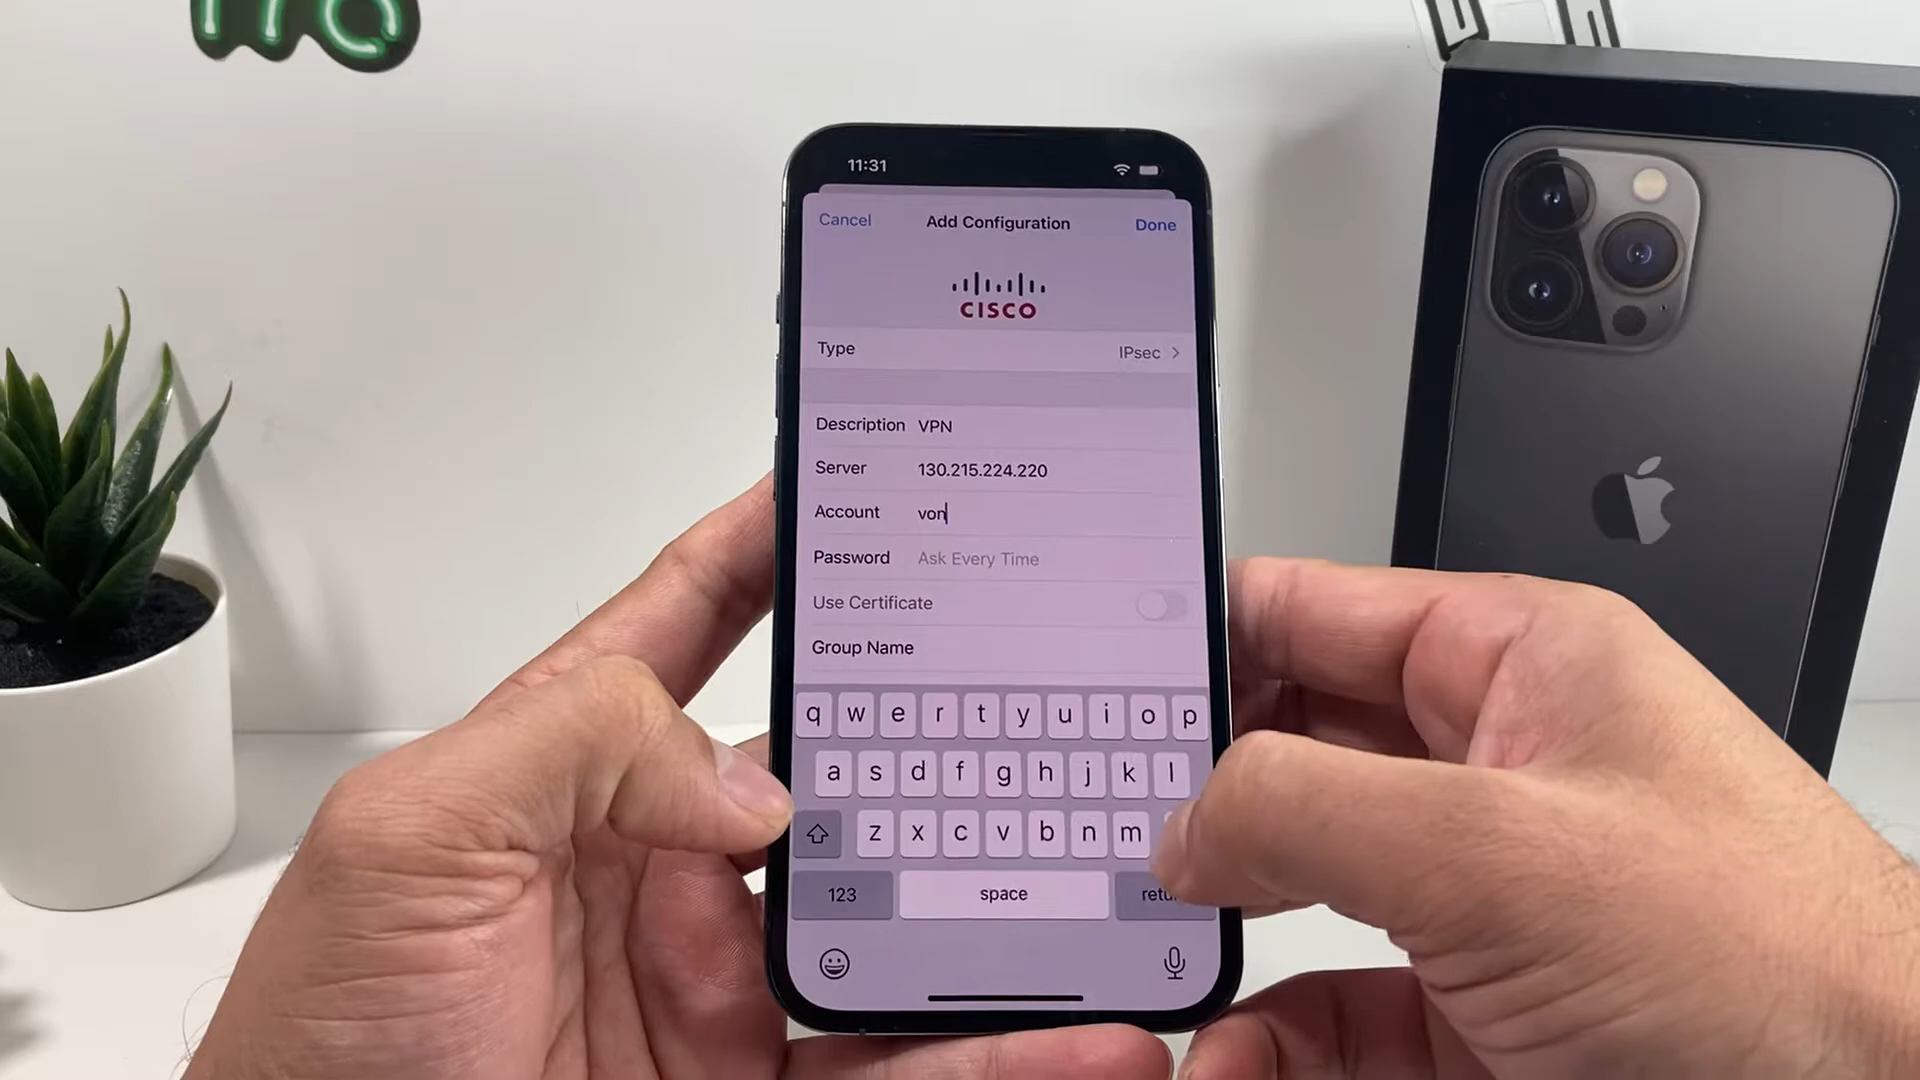 11:31
Cancel Add Configuration Done
CISCO
Type IPsec
Description VPN
Server 130.215.224.220
Account von
Password Ask Every Time
Use Certificate
Group Name
q w e r t y u i o p
a s d f g h j k l
z x c v b n m
123 space retu